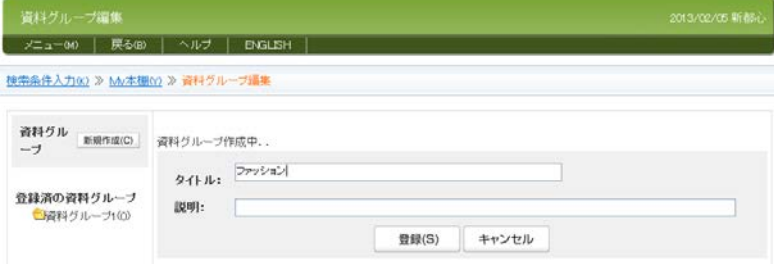 資料グループ編集
2013/02/05 新都心
メニュー(M) | 戻る(B) | ヘルプ | ENGLISH |
検索条件入力(K) ≫ My本棚(Y) ≫ 資料グループ編集
資料グル
ープ
新規作成(C)
資料グループ作成中..
タイトル:
ファッション
説明:
登録済の資料グループ
資料グループ1(0)
登録(S)
キャンセル